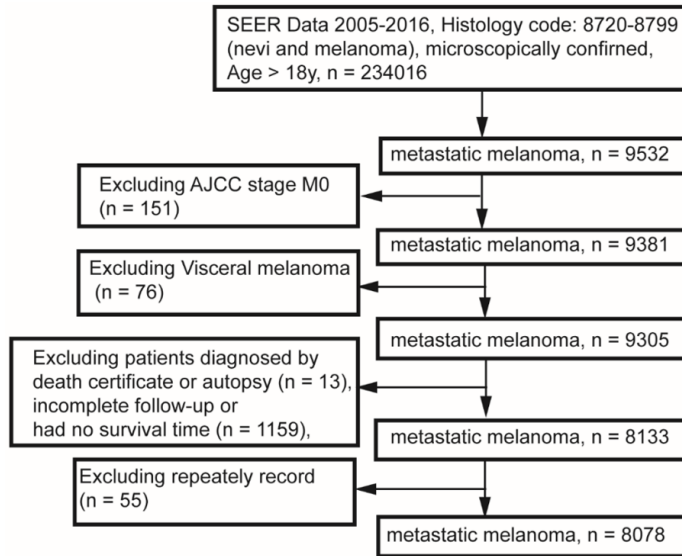 SEER Data 2005-2016, Histology code: 8720-8799
(nevi and melanoma), microscopically confirmed,
Age > 18y, n = 234016
metastatic melanoma, n = 9532
Excluding AJCC stage M0
(n = 151)
metastatic melanoma, n = 9381
Excluding Visceral melanoma
(n = 76)
metastatic melanoma, n = 9305
Excluding patients diagnosed by
death certificate or autopsy (n = 13),
incomplete follow-up or
had no survival time (n = 1159),
metastatic melanoma, n = 8133
Excluding repeately record
(n = 55)
metastatic melanoma, n = 8078